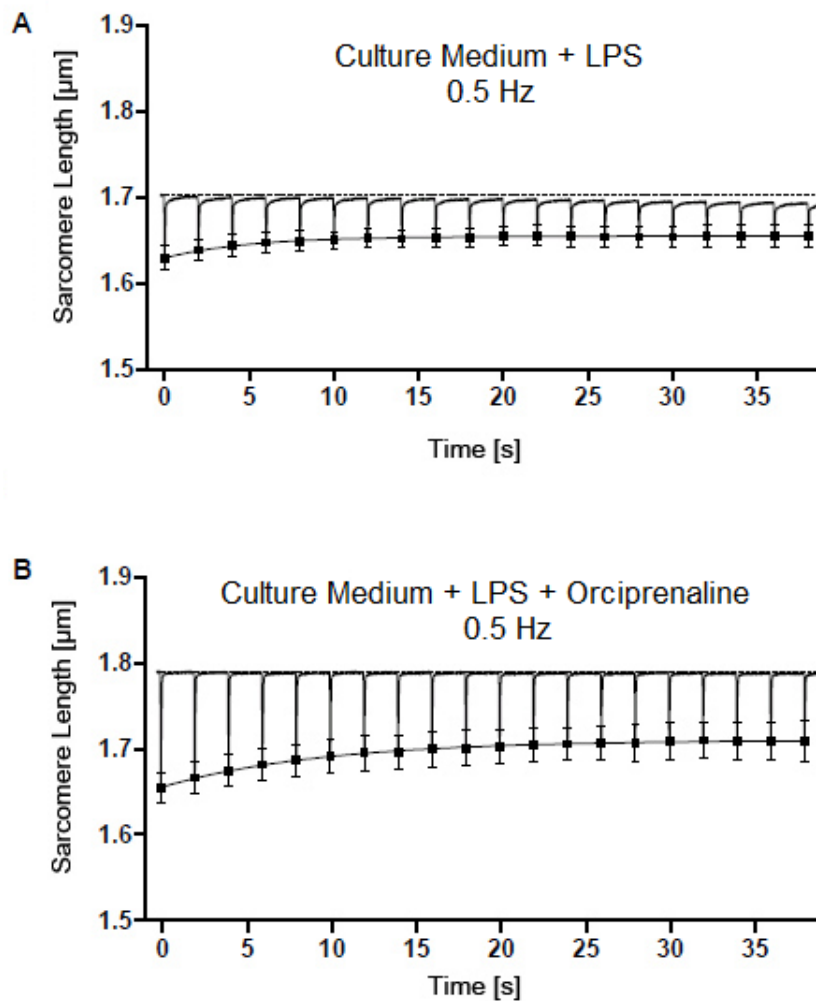 A
Culture Medium + LPS
0.5 Hz
Sarcomere Length [µm]
1.9
1.8
1.7
1.6
1.5
0 5 10 15 20 25 30 35
Time [s]
B
Culture Medium + LPS + Orciprenaline
0.5 Hz
Sarcomere Length [µm]
1.9
1.8
1.7
1.6
1.5
0 5 10 15 20 25 30 35
Time [s]